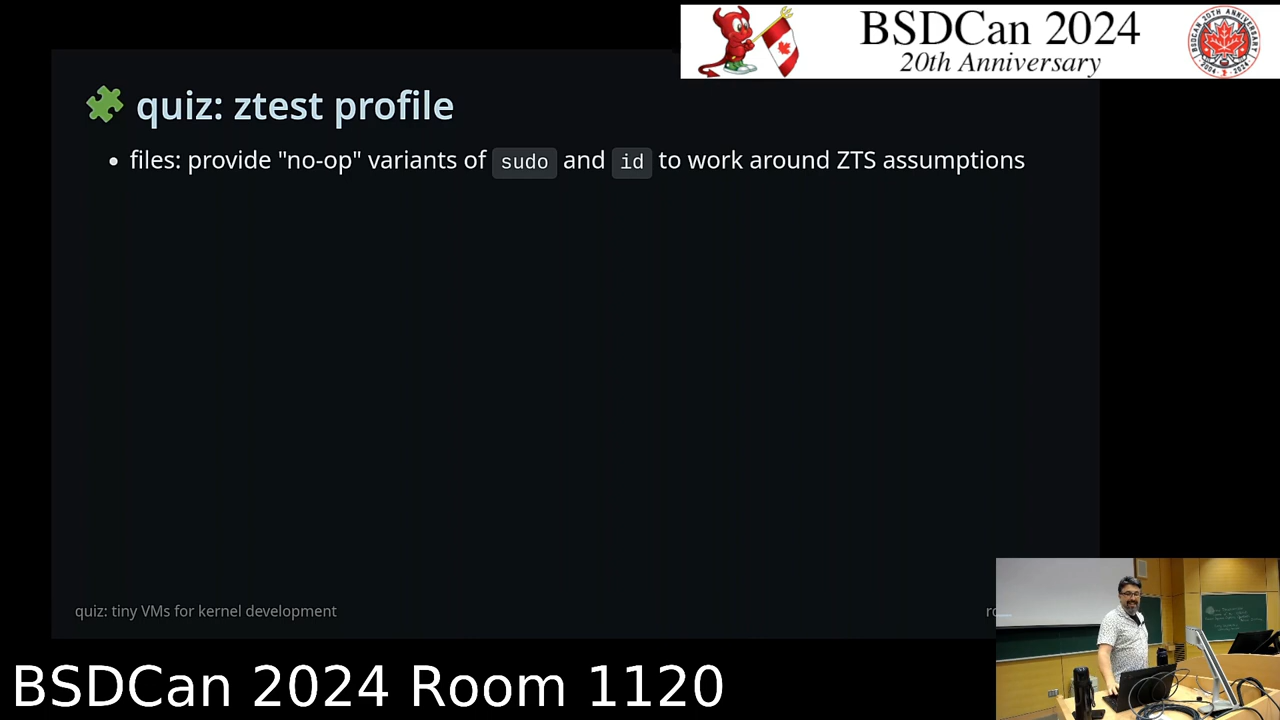 BSDCan 2024
20th Anniversary
quiz: ztest profile
files: provide "no-op" variants of sudo and id to work around ZTS assumptions
quiz: tiny VMs for kernel development
BSDCan 2024 Room 1120